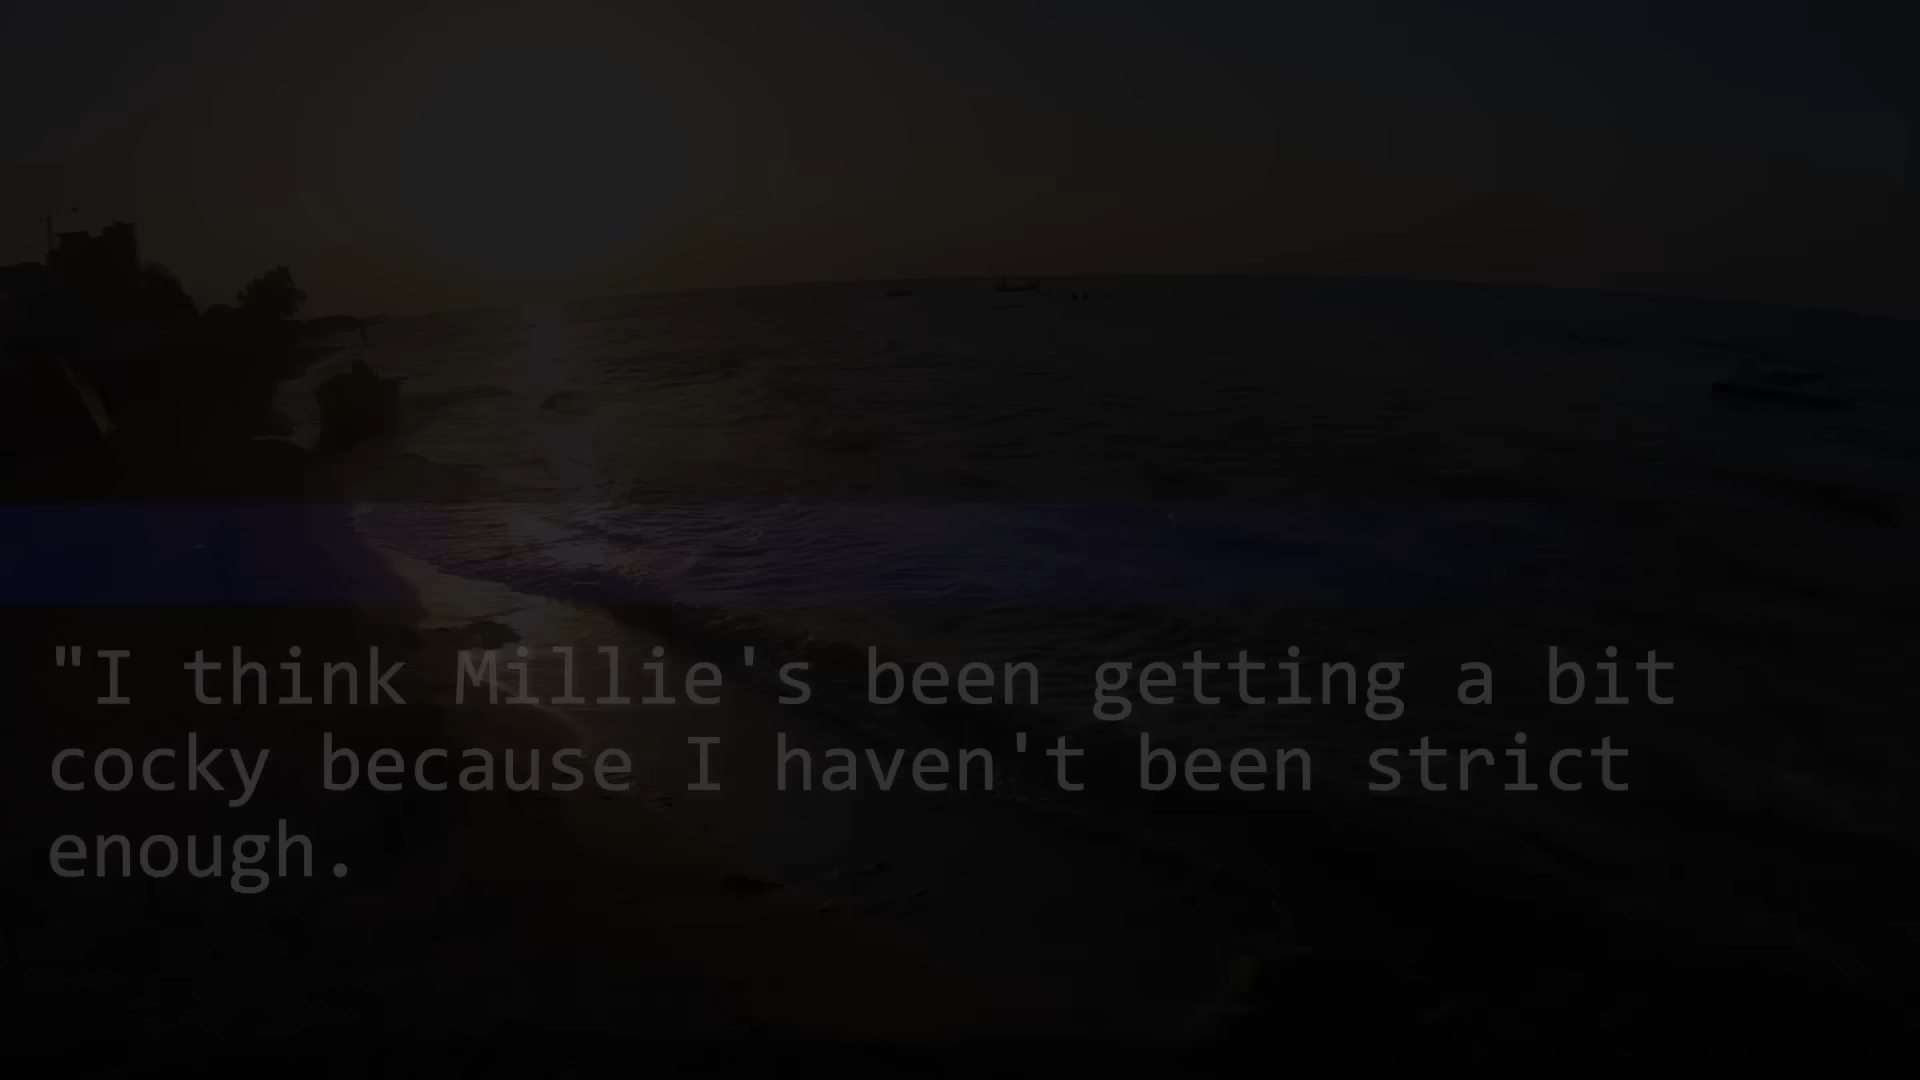 "I think Millie's been getting a bit
cocky because I haven't been strict
enough.